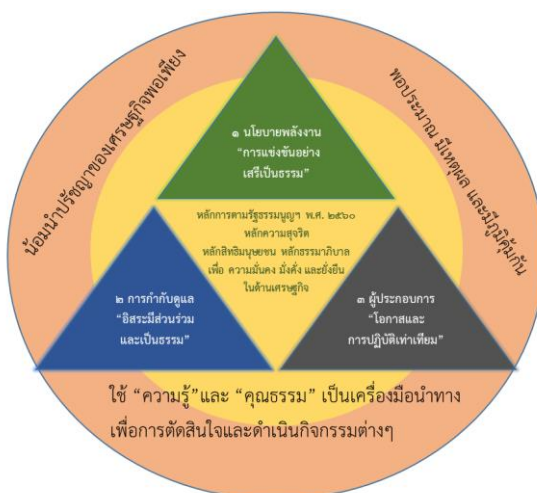 น้อมนำปรัชญาของเศรษฐกิจพอเพียง
พอประมาณ มีเหตุผล และมีภูมิคุ้มกัน
๑ นโยบายพลังงาน
“การแข่งขันอย่าง
เสรีเป็นธรรม”
หลักการตามรัฐธรรมนูญฯ พ.ศ. ๒๕๖๐
หลักความสุจริต
หลักสิทธิมนุษยชน หลักธรรมาภิบาล
เพื่อ ความมั่นคง มั่งคั่ง และยั่งยืน
ในด้านเศรษฐกิจ
๒ การกำกับดูแล
“อิสระมีส่วนร่วม
และเป็นธรรม”
๓ ผู้ประกอบการ
“โอกาสและ
การปฏิบัติเท่าเทียม”
ใช้ “ความรู้”และ “คุณธรรม” เป็นเครื่องมือนำทาง
เพื่อการตัดสินใจและดำเนินกิจกรรมต่างๆ